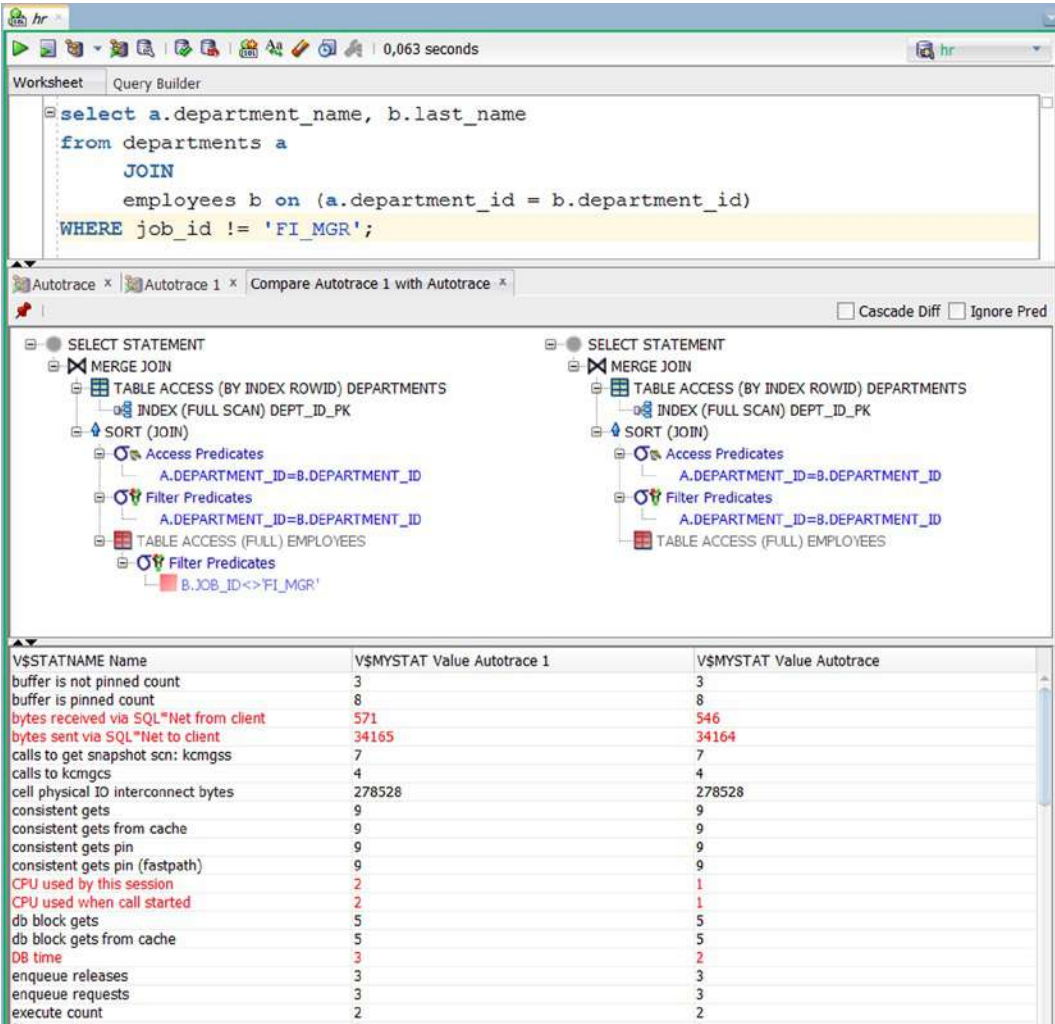 hr
0,063 seconds
hr
Worksheet Query Builder
select a.department_name, b.last_name
from departments a
JOIN
employees b on (a.department_id = b.department_id)
WHERE job_id != 'FI_MGR';
Autotrace Autotrace 1 Compare Autotrace 1 with Autotrace
Cascade Diff Ignore Pred
SELECT STATEMENT
MERGE JOIN
TABLE ACCESS (BY INDEX ROWID) DEPARTMENTS
INDEX (FULL SCAN) DEPT_ID_PK
SORT (JOIN)
Access Predicates
A.DEPARTMENT_ID=B.DEPARTMENT_ID
Filter Predicates
A.DEPARTMENT_ID=B.DEPARTMENT_ID
TABLE ACCESS (FULL) EMPLOYEES
Filter Predicates
B.JOB_ID<>'FI_MGR'
SELECT STATEMENT
MERGE JOIN
TABLE ACCESS (BY INDEX ROWID) DEPARTMENTS
INDEX (FULL SCAN) DEPT_ID_PK
SORT (JOIN)
Access Predicates
A.DEPARTMENT_ID=B.DEPARTMENT_ID
Filter Predicates
A.DEPARTMENT_ID=B.DEPARTMENT_ID
TABLE ACCESS (FULL) EMPLOYEES
V$STATNAME Name V$MYSTAT Value Autotrace 1 V$MYSTAT Value Autotrace
buffer is not pinned count 3 3
buffer is pinned count 8 8
bytes received via SQL*Net from client 571 546
bytes sent via SQL*Net to client 34165 34164
calls to get snapshot scn: kcmgss 7 7
calls to kcmgcs 4 4
cell physical IO interconnect bytes 278528 278528
consistent gets 9 9
consistent gets from cache 9 9
consistent gets pin 9 9
consistent gets pin (fastpath) 9 9
CPU used by this session 2 1
CPU used when call started 2 1
db block gets 5 5
db block gets from cache 5 5
DB time 3 2
enqueue releases 3 3
enqueue requests 3 3
execute count 2 2